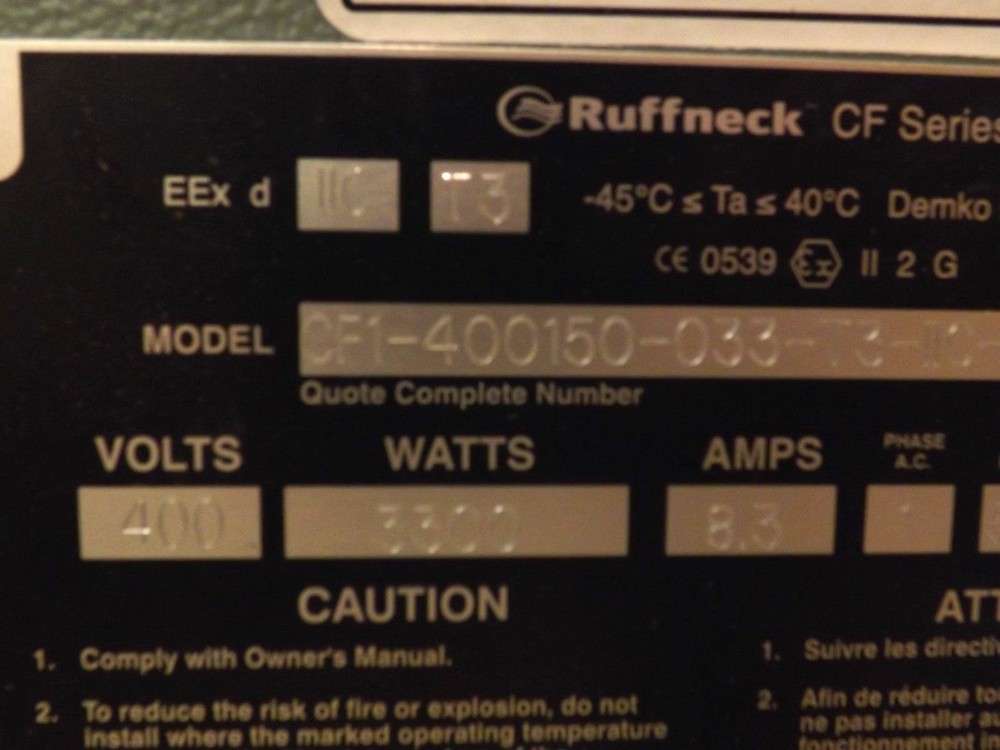 Ruffneck CF Series
EEx d IIC T3 -45°C ≤ Ta ≤ 40°C Demko
CE 0539 Ex II 2 G
MODEL CF1-400150-033-T3-IIC-
Quote Complete Number
VOLTS WATTS AMPS PHASE A.C.
400 3300 8.3 1
CAUTION ATT
1. Comply with Owner's Manual.
2. To reduce the risk of fire or explosion, do not
install where the marked operating temperature
1. Suivre les directi
2. Afin de réduire
ne pas installer